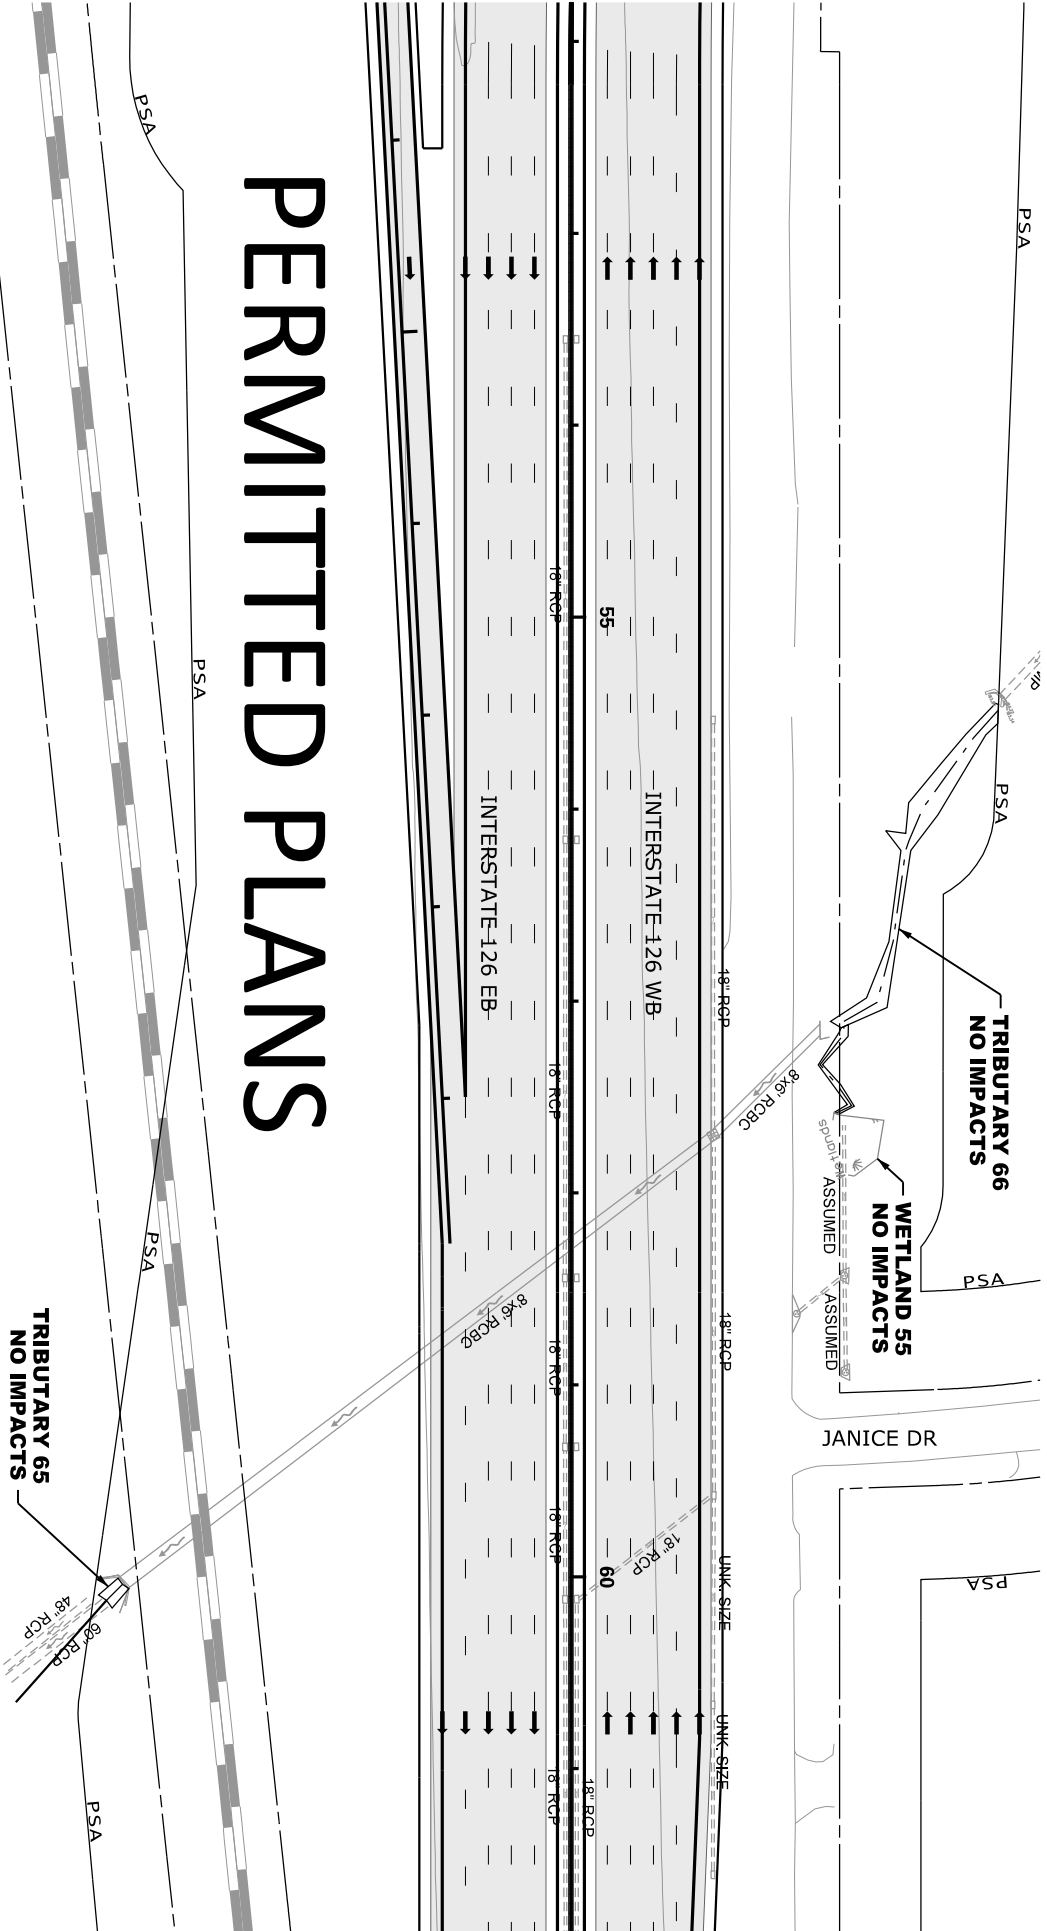 PSA
PSA
PERMITTED PLANS
18" RCP
55
PSA
PSA
INTERSTATE 126 EB
INTERSTATE 126 WB
18" RCP
TRIBUTARY 66
NO IMPACTS
18" RCP
8'x6' RCBC
ASSUMED
WETLAND 55
NO IMPACTS
PSA
PSA
8'x6' RCBC
18" RCP
18" RCP
ASSUMED
TRIBUTARY 65
NO IMPACTS
JANICE DR
18" RCP
18" RCP
60
UNK. SIZE
PSA
48" RCP
60" RCP
UNK. SIZE
18" RCP
18" RCP
PSA